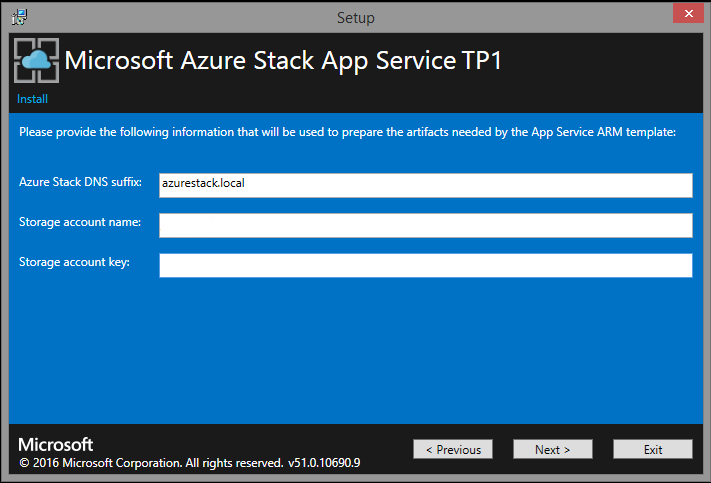 Setup
Microsoft Azure Stack App Service TP1
Install
Please provide the following information that will be used to prepare the artifacts needed by the App Service ARM template:
Azure Stack DNS suffix: azurestack.local
Storage account name:
Storage account key:
Microsoft
© 2016 Microsoft Corporation. All rights reserved. v51.0.10690.9
< Previous Next > Exit